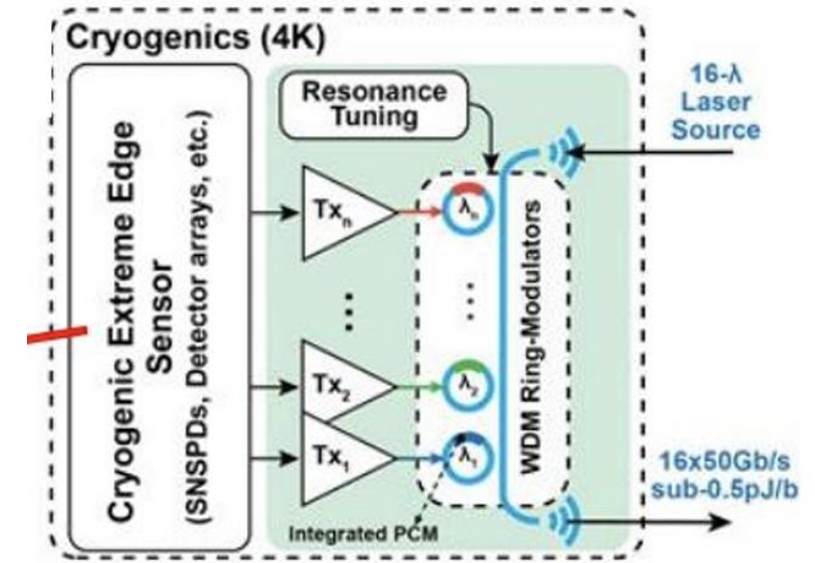 Cryogenics (4K)
Cryogenic Extreme Edge
Sensor
(SNSPDs, Detector arrays, etc.)
Resonance
Tuning
16-λ
Laser
Source
Txₙ
λₙ
Tx₂
λ₂
Tx₁
λ₁
WDM Ring-Modulators
16x50Gb/s
sub-0.5pJ/b
Integrated PCM